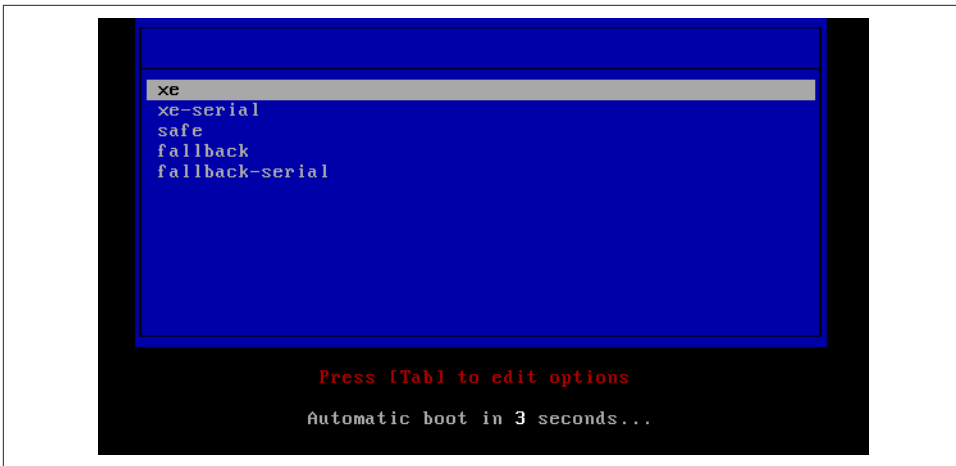 xe
xe-serial
safe
fallback
fallback-serial
Press [Tab] to edit options
Automatic boot in 3 seconds...